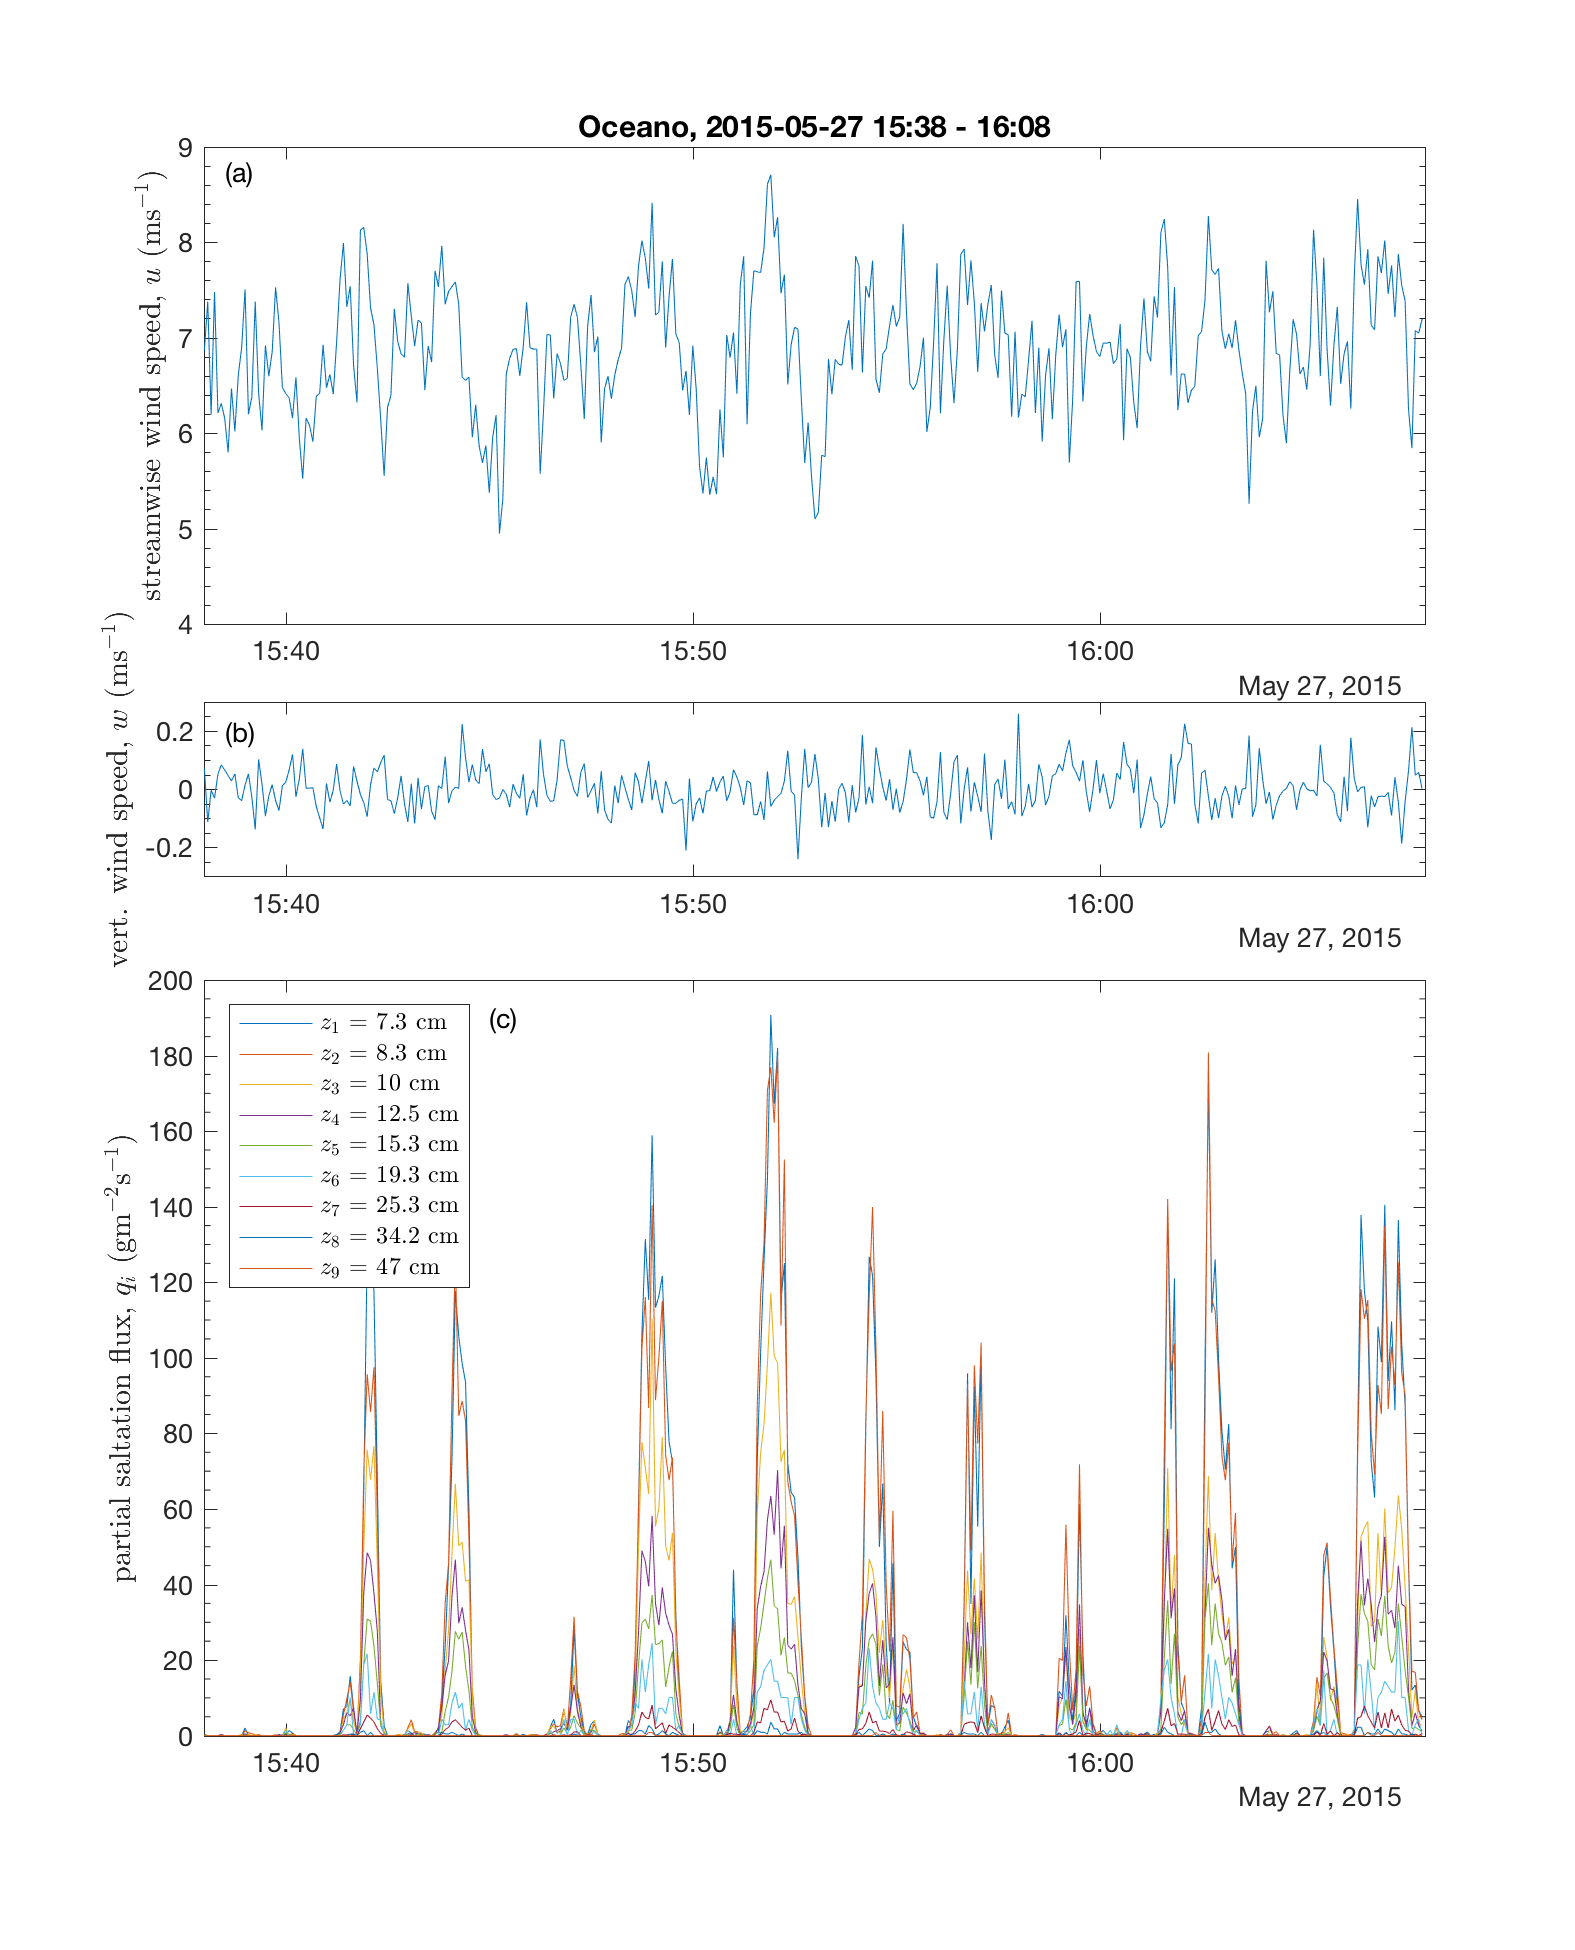 Oceano, 2015-05-27 15:38 - 16:08
(a)
streamwise wind speed, u (ms⁻¹)
9
8
7
6
5
4
15:40 15:50 16:00
May 27, 2015
(b)
vert. wind speed, w (ms⁻¹)
0.2
0
-0.2
15:40 15:50 16:00
May 27, 2015
(c)
partial saltation flux, qᵢ (gm⁻²s⁻¹)
200
180
160
140
120
100
80
60
40
20
0
z₁ = 7.3 cm
z₂ = 8.3 cm
z₃ = 10 cm
z₄ = 12.5 cm
z₅ = 15.3 cm
z₆ = 19.3 cm
z₇ = 25.3 cm
z₈ = 34.2 cm
z₉ = 47 cm
15:40 15:50 16:00
May 27, 2015